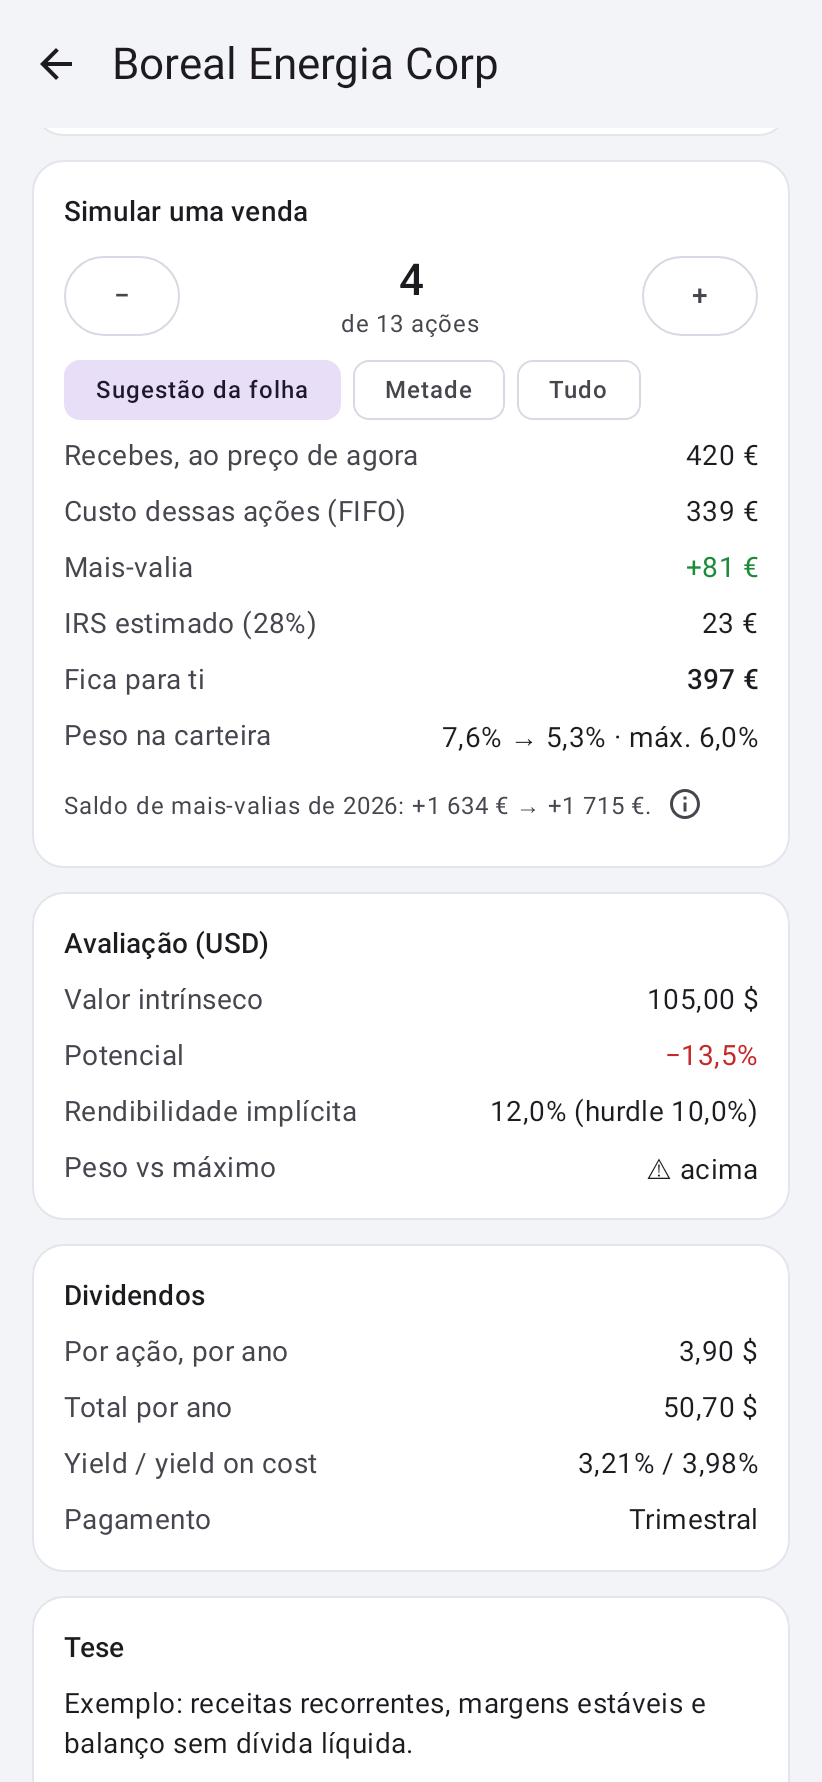 Boreal Energia Corp
Simular uma venda
−
4
+
de 13 ações
Sugestão da folha
Metade
Tudo
Recebes, ao preço de agora 420 €
Custo dessas ações (FIFO) 339 €
Mais-valia +81 €
IRS estimado (28%) 23 €
Fica para ti 397 €
Peso na carteira 7,6% → 5,3% · máx. 6,0%
Saldo de mais-valias de 2026: +1 634 € → +1 715 €.
Avaliação (USD)
Valor intrínseco 105,00 $
Potencial −13,5%
Rendibilidade implícita 12,0% (hurdle 10,0%)
Peso vs máximo ⚠ acima
Dividendos
Por ação, por ano 3,90 $
Total por ano 50,70 $
Yield / yield on cost 3,21% / 3,98%
Pagamento Trimestral
Tese
Exemplo: receitas recorrentes, margens estáveis e
balanço sem dívida líquida.